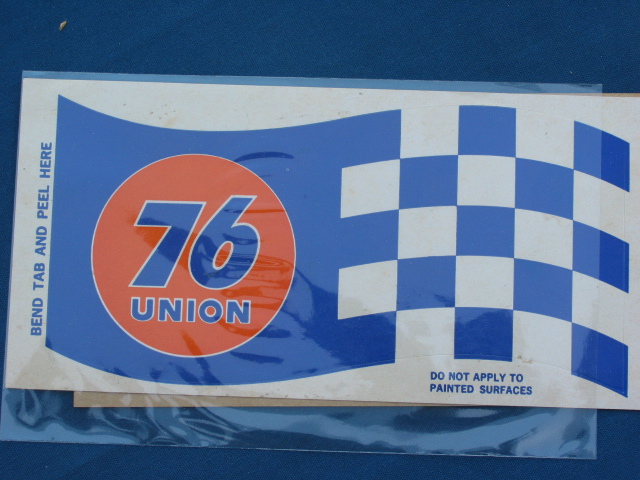 BEND TAB AND PEEL HERE
76
UNION
DO NOT APPLY TO
PAINTED SURFACES